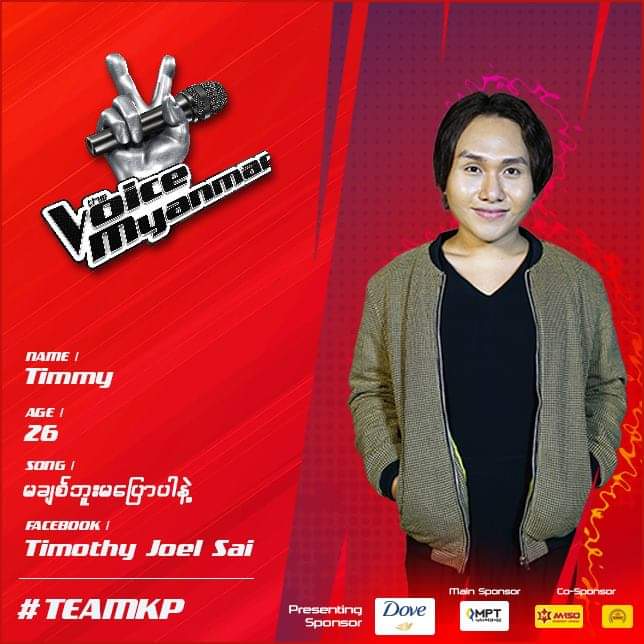 The
Voice
Myanmar
NAME /
Timmy
AGE /
26
SONG /
မချစ်ဘူးမပြောပါနဲ့
FACEBOOK /
Timothy Joel Sai
#TEAMKP
Presenting
Sponsor
Dove
Main Sponsor
MPT
Co-Sponsor
M-150